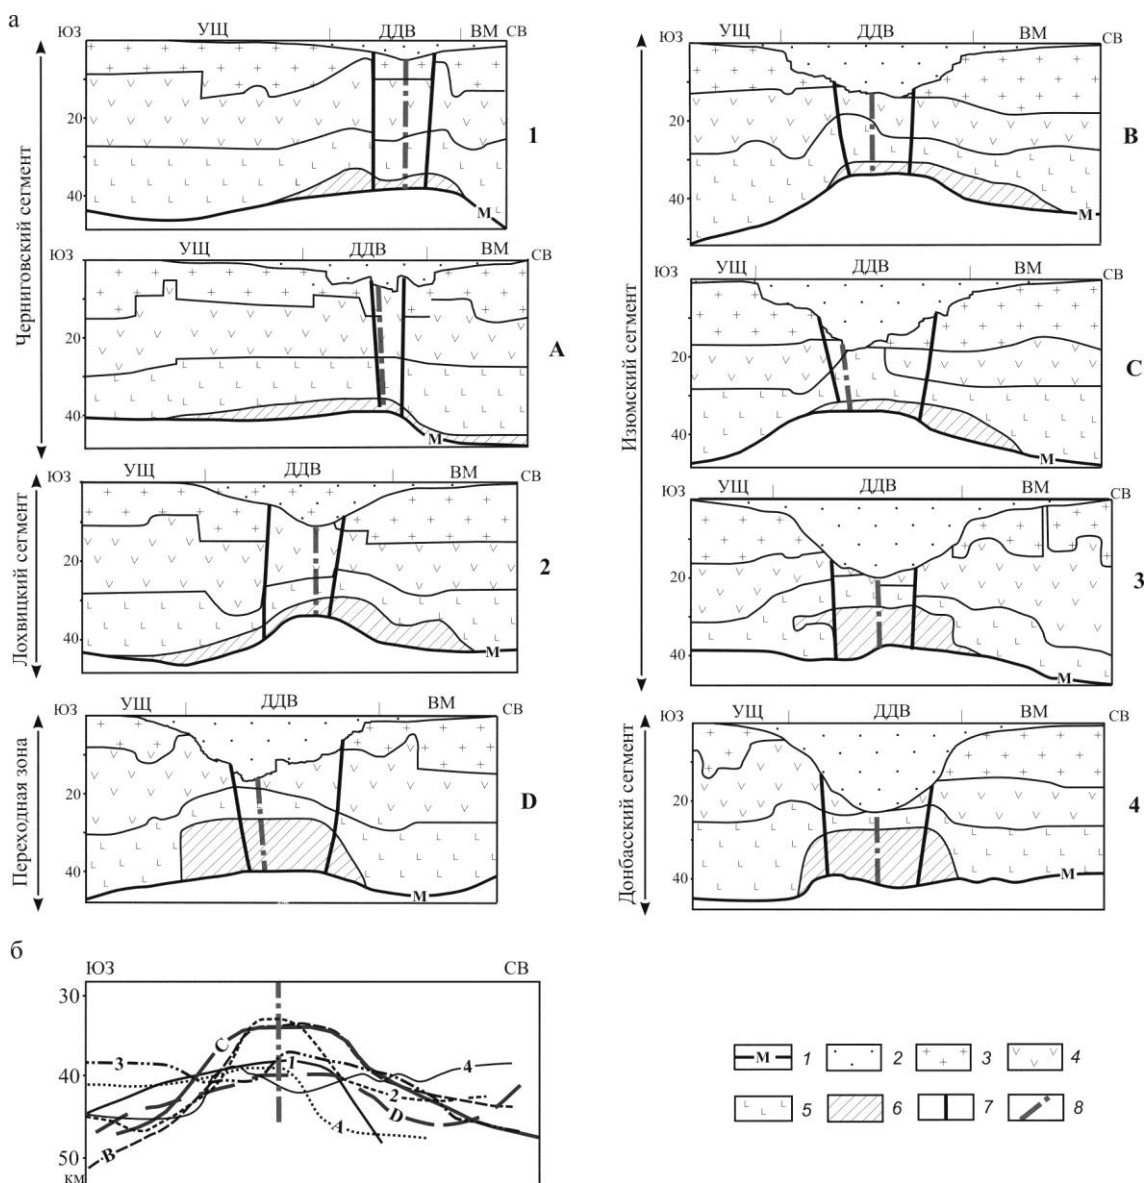 а
Черниговский сегмент
ЮЗ УЩ ДДВ ВМ СВ
20
40
М
1
ЮЗ УЩ ДДВ ВМ СВ
20
40
М
А
Лохвицкий сегмент
ЮЗ УЩ ДДВ ВМ СВ
20
40
М
2
Переходная зона
ЮЗ УЩ ДДВ ВМ СВ
20
40
М
D
Изюмский сегмент
ЮЗ УЩ ДДВ ВМ СВ
20
40
М
B
ЮЗ УЩ ДДВ ВМ СВ
20
40
М
C
ЮЗ УЩ ДДВ ВМ СВ
20
40
М
3
Донбасский сегмент
ЮЗ УЩ ДДВ ВМ СВ
20
40
М
4
б
ЮЗ СВ
30
40
50
км
3
C
1
4
2
D
A
B
М 1
2
3
4
5
6
7
8